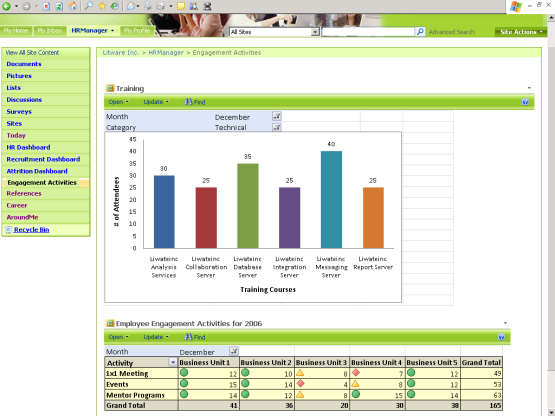 My Home My Inbox HRManager My Profile
All Sites Advanced Search Site Actions
View All Site Content
Documents
Pictures
Lists
Discussions
Surveys
Sites
Today
HR Dashboard
Recruitment Dashboard
Attrition Dashboard
Engagement Activities
References
Career
AroundMe
Recycle Bin
Litware Inc. > HRManager > Engagement Activities
Training
Open Update Find
Month December
Category Technical
# of Attendees
45
40
35
30
25
20
15
10
5
0
30 25 35 25 40 25
Liwateinc Analysis Services
Liwateinc Collaboration Server
Liwateinc Database Server
Liwateinc Integration Server
Liwateinc Messaging Server
Liwateinc Report Server
Training Courses
Employee Engagement Activities for 2006
Open Update Find
Month December
Activity Business Unit 1 Business Unit 2 Business Unit 3 Business Unit 4 Business Unit 5 Grand Total
1x1 Meeting 12 10 8 7 12 49
Events 15 14 4 8 12 53
Mentor Programs 14 12 8 15 14 63
Grand Total 41 36 20 30 38 165